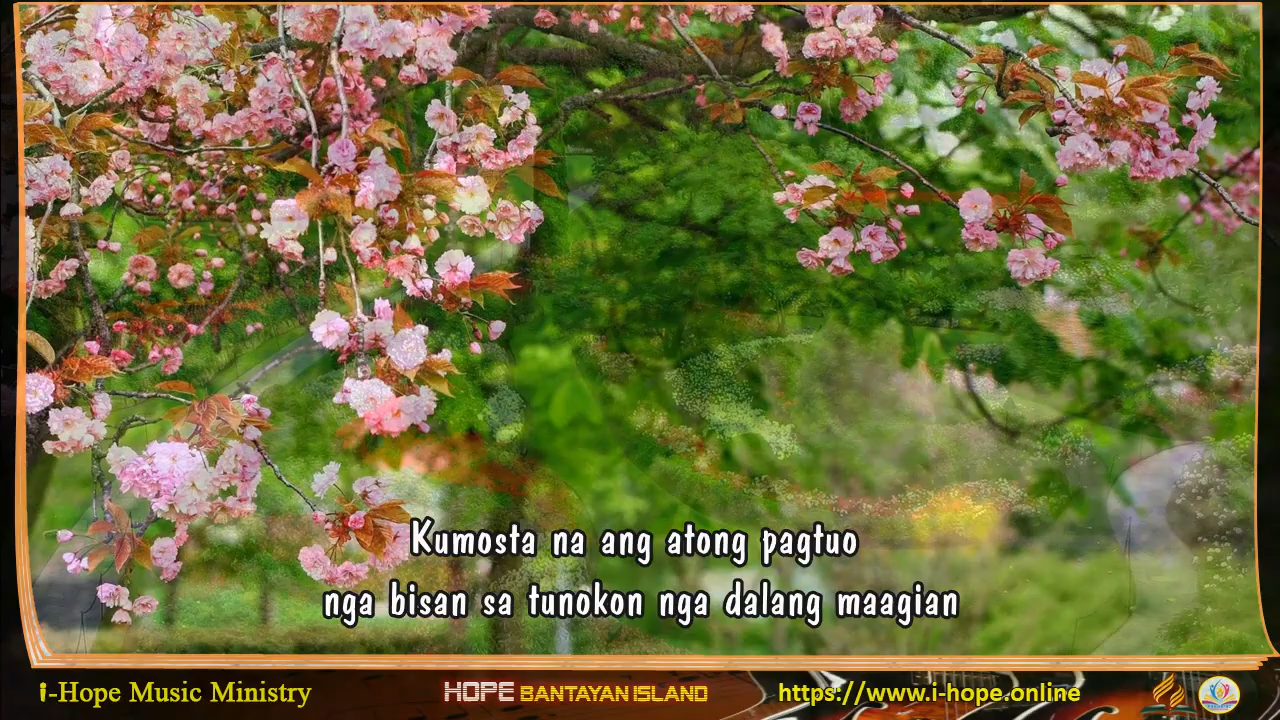 Kumosta na ang atong pagtuo
nga bisan sa tunokon nga dalang maagian
i-Hope Music Ministry
HOPE BANTAYAN ISLAND
https://www.i-hope.online